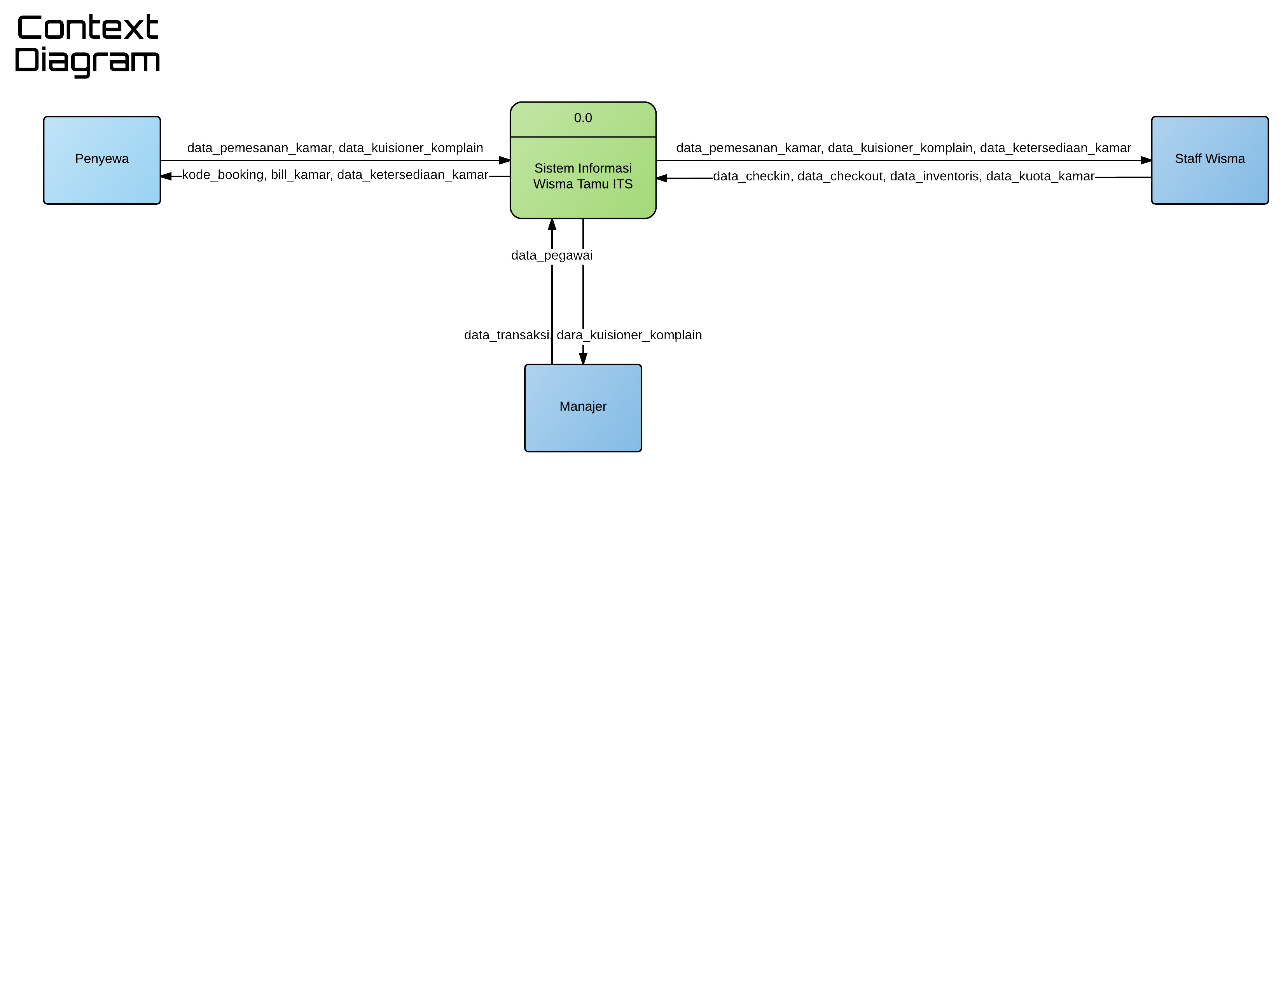 Context
Diagram
Penyewa
data_pemesanan_kamar, data_kuisioner_komplain
kode_booking, bill_kamar, data_ketersediaan_kamar
0.0
Sistem Informasi
Wisma Tamu ITS
data_pemesanan_kamar, data_kuisioner_komplain, data_ketersediaan_kamar
data_checkin, data_checkout, data_inventoris, data_kuota_kamar
Staff Wisma
data_pegawai
data_transaksi, dara_kuisioner_komplain
Manajer